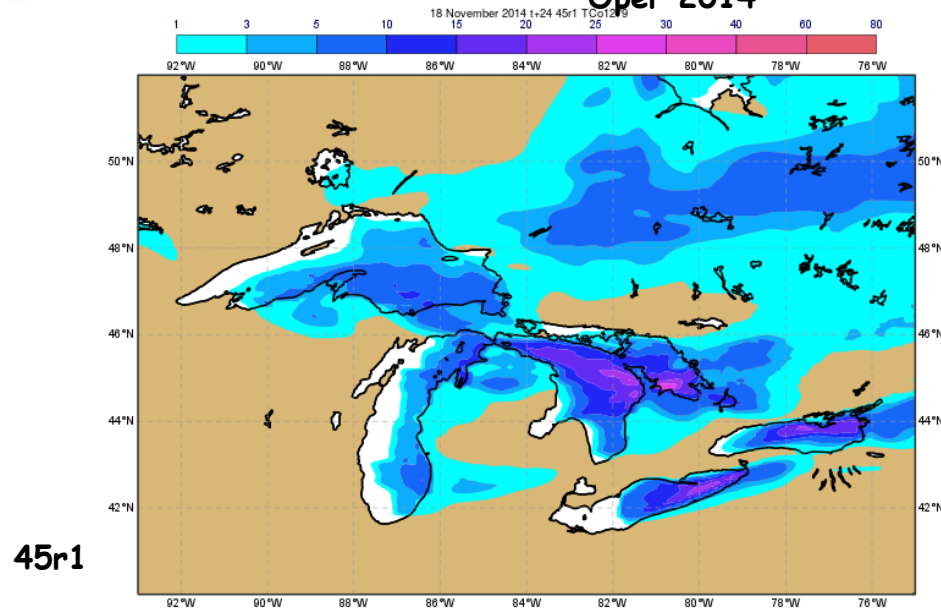 Oper 2014
18 November 2014 t+24 45r1 TCo1279
1 3 5 10 15 20 25 30 40 60 80
92°W 90°W 88°W 86°W 84°W 82°W 80°W 78°W 76°W
50°N 50°N
48°N 48°N
46°N 46°N
44°N 44°N
42°N 42°N
45r1
92°W 90°W 88°W 86°W 84°W 82°W 80°W 78°W 76°W